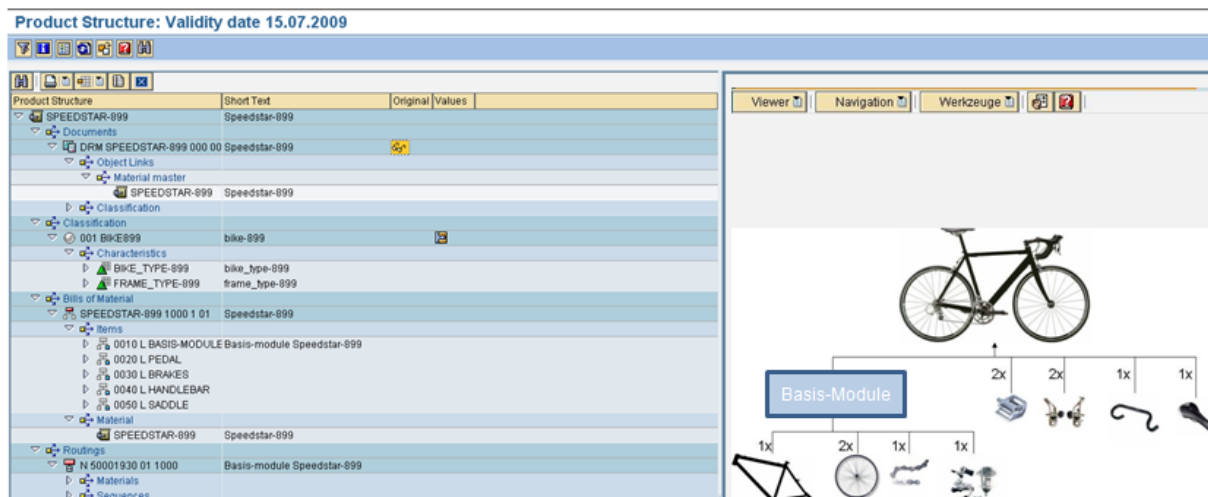 Product Structure: Validity date 15.07.2009
Product Structure Short Text Original Values
SPEEDSTAR-899 Speedstar-899
Documents
DRM SPEEDSTAR-899 000 00 Speedstar-899
Object Links
Material master
SPEEDSTAR-899 Speedstar-899
Classification
Classification
001 BIKE899 bike-899
Characteristics
BIKE_TYPE-899 bike_type-899
FRAME_TYPE-899 frame_type-899
Bills of Material
SPEEDSTAR-899 1000 1 01 Speedstar-899
Items
0010 L BASIS-MODULE Basis-module Speedstar-899
0020 L PEDAL
0030 L BRAKES
0040 L HANDLEBAR
0050 L SADDLE
Material
SPEEDSTAR-899 Speedstar-899
Routings
N 50001930 01 1000 Basis-module Speedstar-899
Materials
Sequences
Viewer Navigation Werkzeuge
2x 2x 1x 1x
Basis-Module
1x 2x 1x 1x